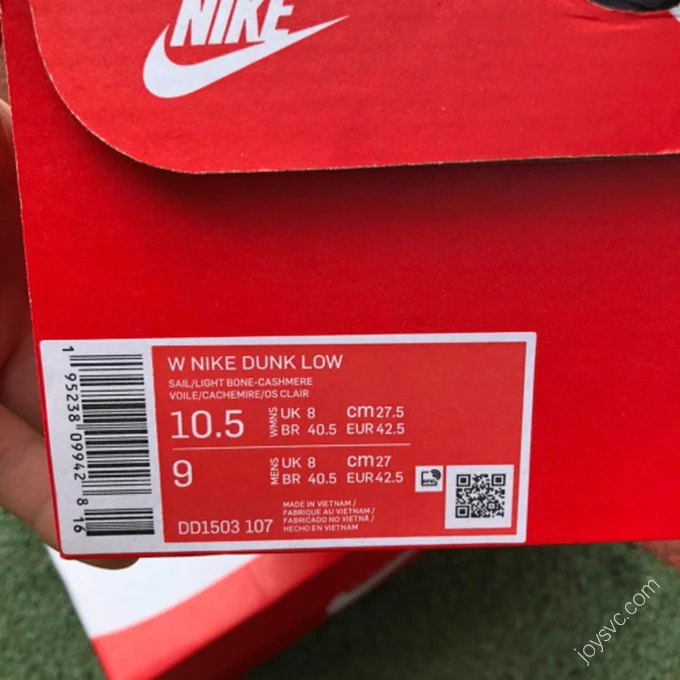 NIKE
W NIKE DUNK LOW
SAIL/LIGHT BONE-CASHMERE
VOILE/CACHEMIRE/OS CLAIR
10.5 WMNS UK 8 cm 27.5
BR 40.5 EUR 42.5
9 MENS UK 8 cm 27
BR 40.5 EUR 42.5
MADE IN VIETNAM /
FABRIQUE AU VIETNAM /
FABRICADO NO VIETNÃ /
HECHO EN VIETNAM
DD1503 107
1 95238 09942 8 16
joysvc.com